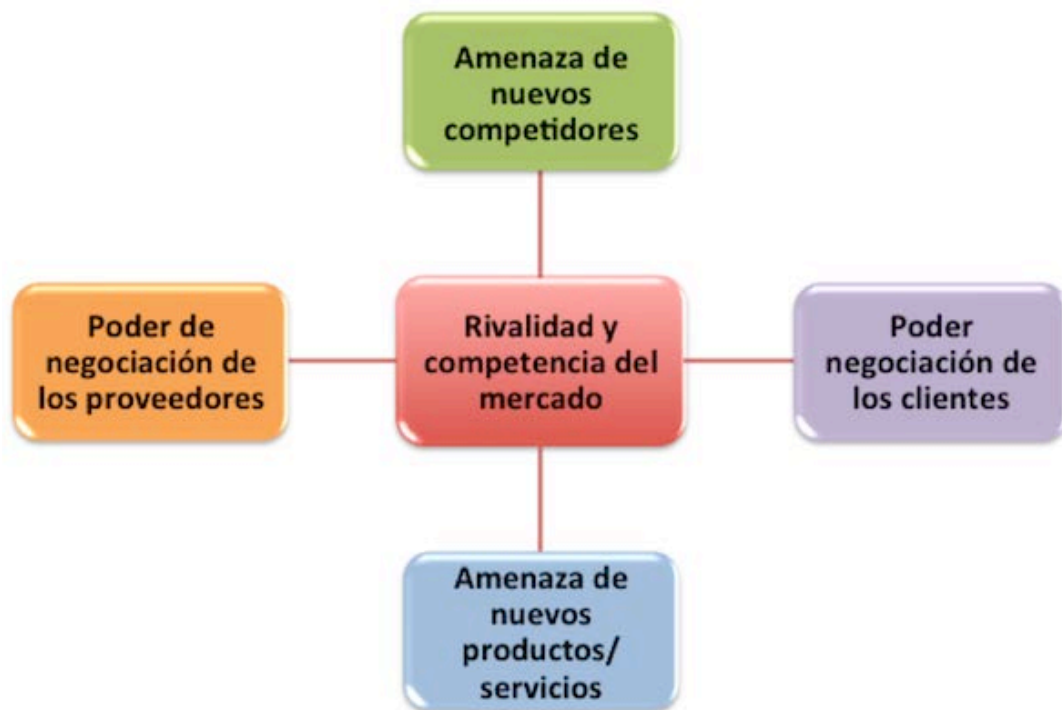 Amenaza de
nuevos
competidores
Poder de
negociación de
los proveedores
Rivalidad y
competencia del
mercado
Poder
negociación de
los clientes
Amenaza de
nuevos
productos/
servicios